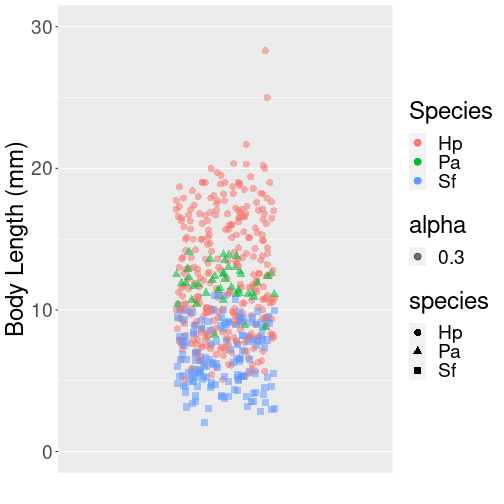 30
20
10
0
Body Length (mm)
Species
Hp
Pa
Sf
alpha
0.3
species
Hp
Pa
Sf